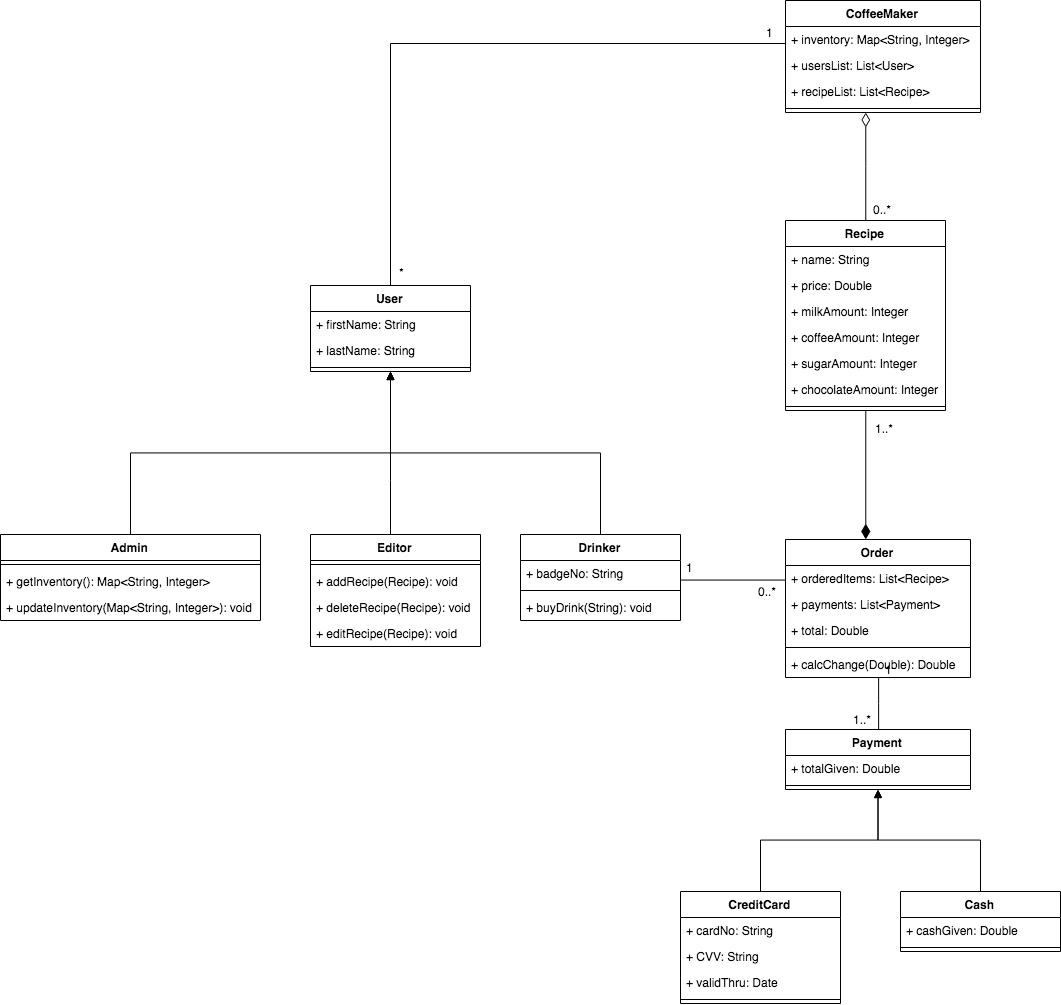 CoffeeMaker
+ inventory: Map<String, Integer>
+ usersList: List<User>
+ recipeList: List<Recipe>
1
0..*
Recipe
+ name: String
+ price: Double
+ milkAmount: Integer
+ coffeeAmount: Integer
+ sugarAmount: Integer
+ chocolateAmount: Integer
*
User
+ firstName: String
+ lastName: String
1..*
Admin
+ getInventory(): Map<String, Integer>
+ updateInventory(Map<String, Integer>): void
Editor
+ addRecipe(Recipe): void
+ deleteRecipe(Recipe): void
+ editRecipe(Recipe): void
Drinker
+ badgeNo: String
+ buyDrink(String): void
1
0..*
Order
+ orderedItems: List<Recipe>
+ payments: List<Payment>
+ total: Double
+ calcChange(Double): Double
1
1..*
Payment
+ totalGiven: Double
CreditCard
+ cardNo: String
+ CVV: String
+ validThru: Date
Cash
+ cashGiven: Double